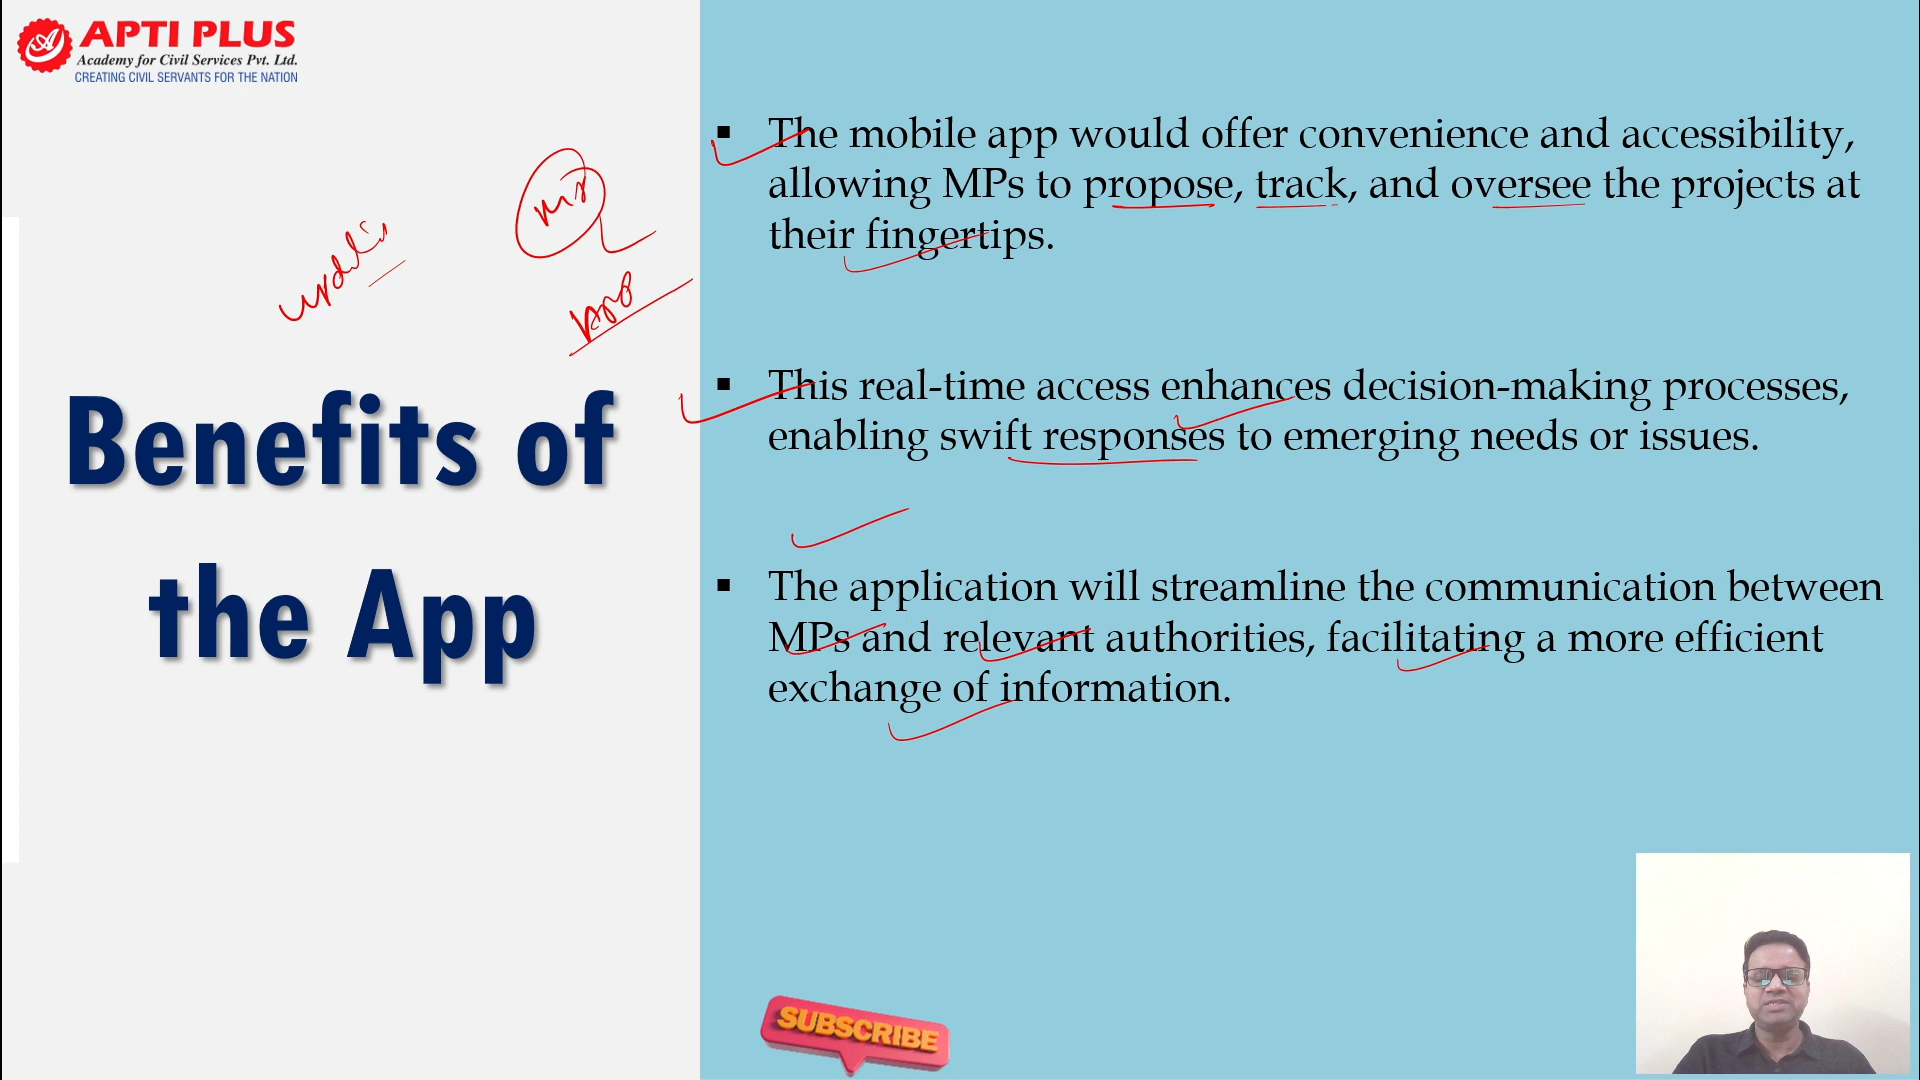 APTI PLUS
Academy for Civil Services Pvt. Ltd.
CREATING CIVIL SERVANTS FOR THE NATION
Benefits of
the App
▪ The mobile app would offer convenience and accessibility,
allowing MPs to propose, track, and oversee the projects at
their fingertips.
▪ This real-time access enhances decision-making processes,
enabling swift responses to emerging needs or issues.
▪ The application will streamline the communication between
MPs and relevant authorities, facilitating a more efficient
exchange of information.
SUBSCRIBE